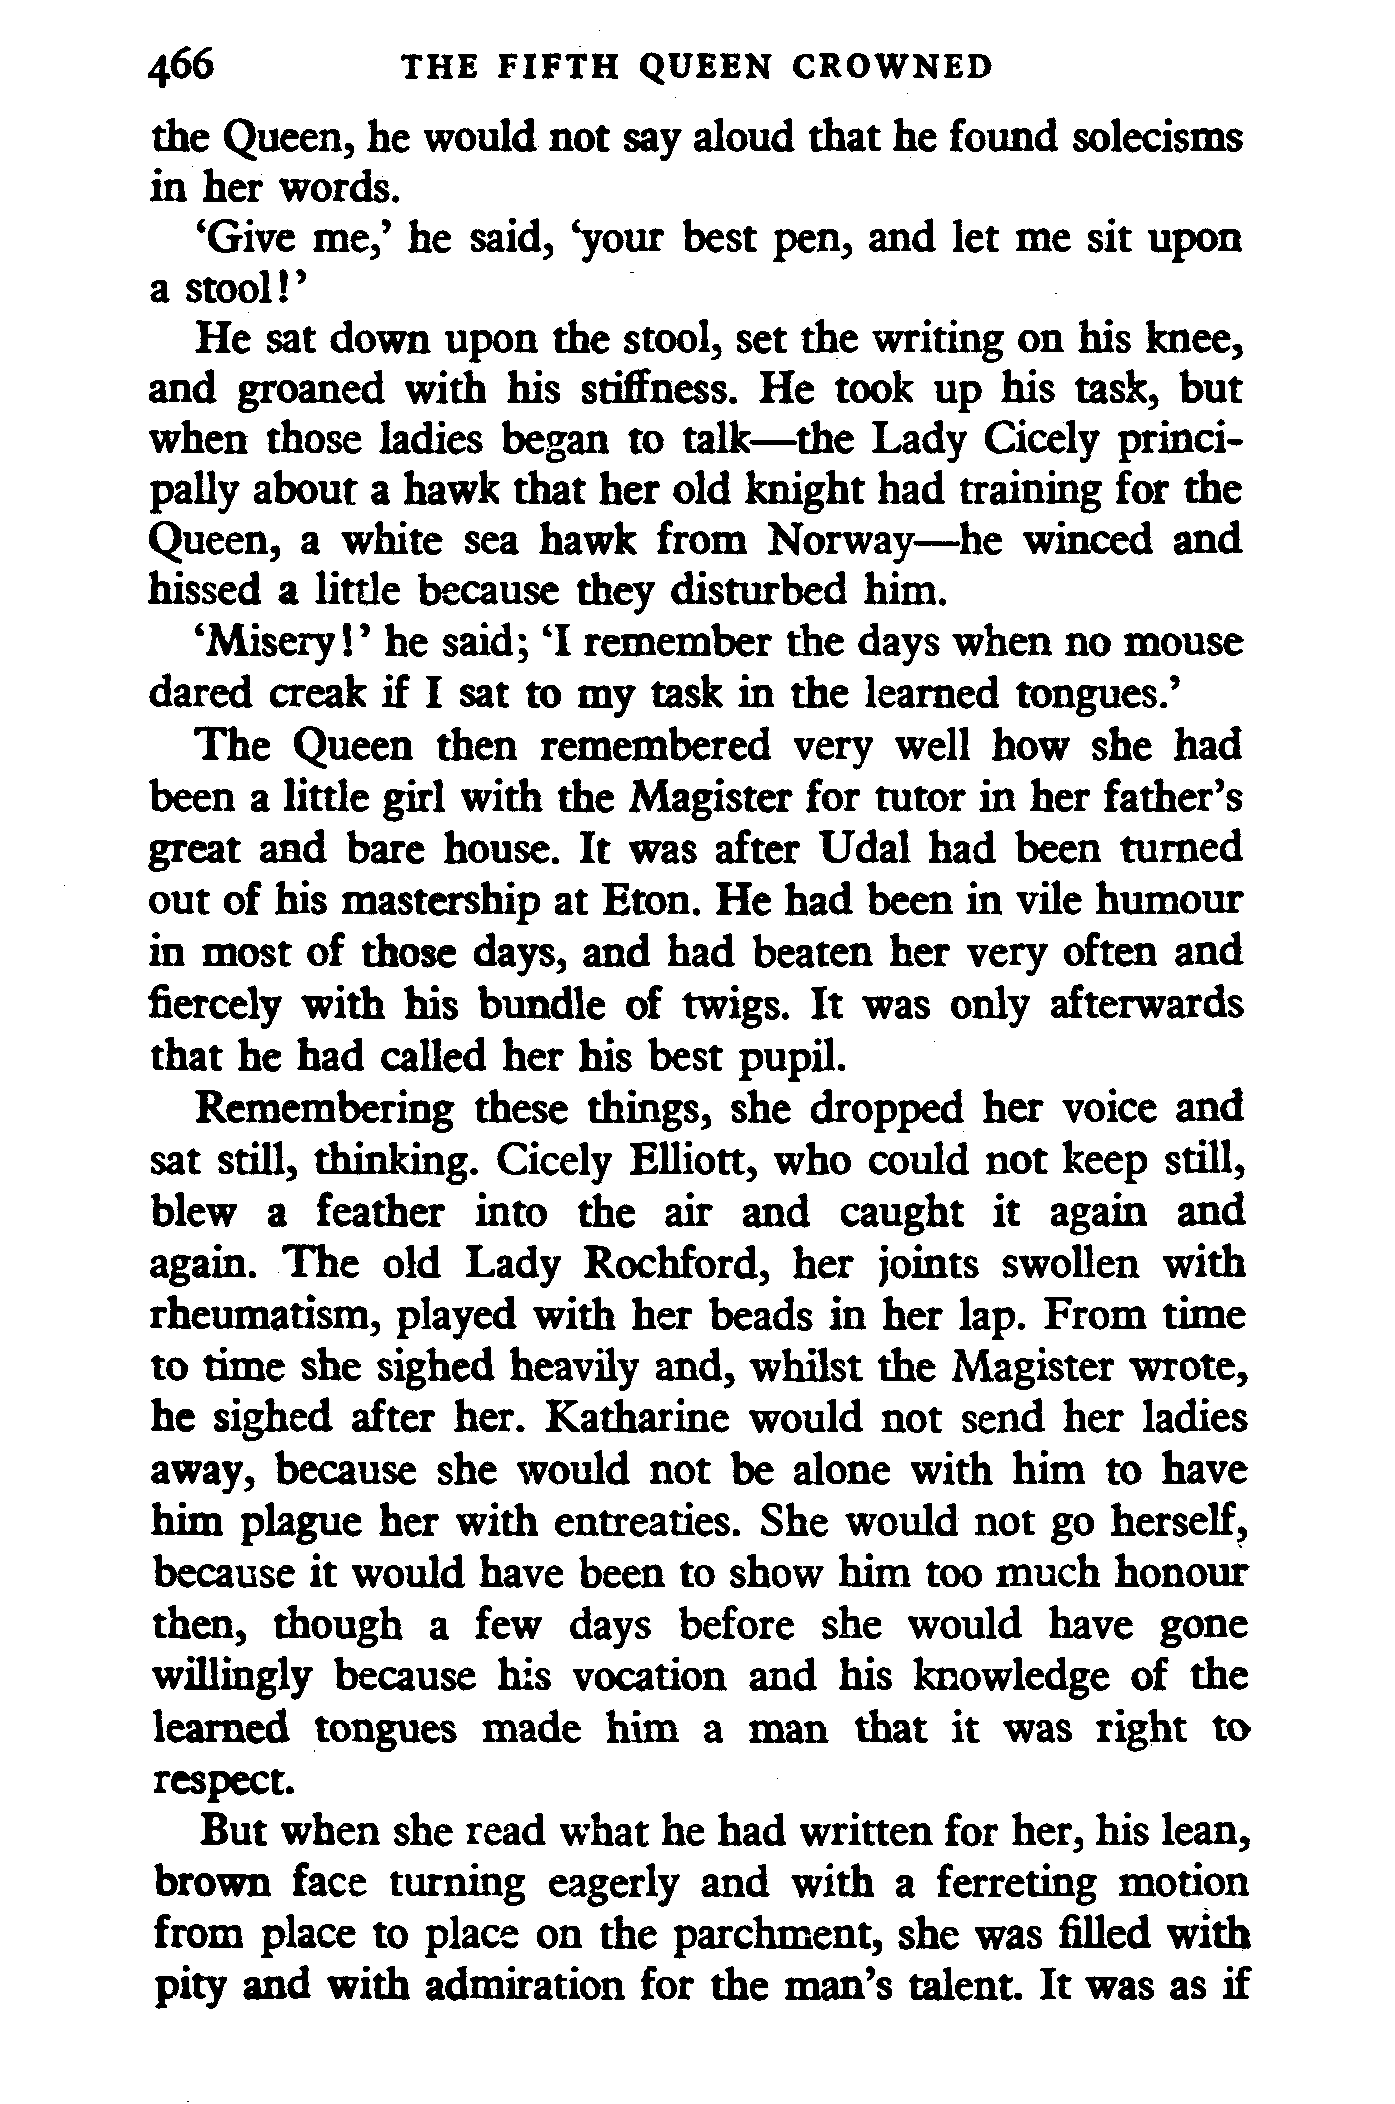 466 THE FIFTH QUEEN CROWNED
the Queen, he would not say aloud that he found solecisms
in her words.
‘Give me,’ he said, ‘your best pen, and let me sit upon
a stool!’
He sat down upon the stool, set the writing on his knee,
and groaned with his stiffness. He took up his task, but
when those ladies began to talk—the Lady Cicely princi-
pally about a hawk that her old knight had training for the
Queen, a white sea hawk from Norway—he winced and
hissed a little because they disturbed him.
‘Misery!’ he said; ‘I remember the days when no mouse
dared creak if I sat to my task in the learned tongues.’
The Queen then remembered very well how she had
been a little girl with the Magister for tutor in her father’s
great and bare house. It was after Udal had been turned
out of his mastership at Eton. He had been in vile humour
in most of those days, and had beaten her very often and
fiercely with his bundle of twigs. It was only afterwards
that he had called her his best pupil.
Remembering these things, she dropped her voice and
sat still, thinking. Cicely Elliott, who could not keep still,
blew a feather into the air and caught it again and
again. The old Lady Rochford, her joints swollen with
rheumatism, played with her beads in her lap. From time
to time she sighed heavily and, whilst the Magister wrote,
he sighed after her. Katharine would not send her ladies
away, because she would not be alone with him to have
him plague her with entreaties. She would not go herself,
because it would have been to show him too much honour
then, though a few days before she would have gone
willingly because his vocation and his knowledge of the
learned tongues made him a man that it was right to
respect.
But when she read what he had written for her, his lean,
brown face turning eagerly and with a ferreting motion
from place to place on the parchment, she was filled with
pity and with admiration for the man’s talent. It was as if